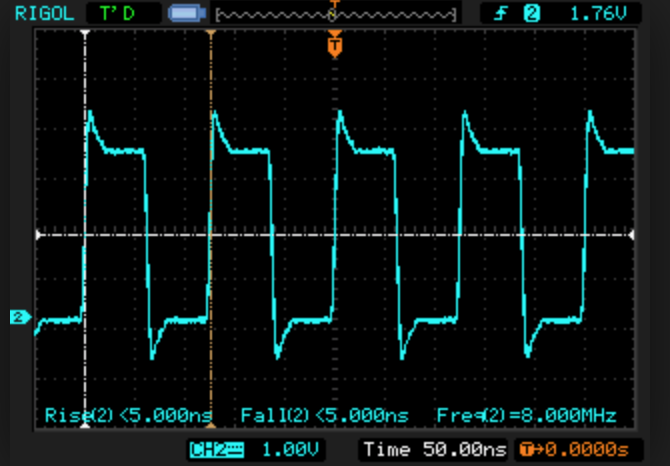 RIGOL T'D T 2 1.76V
T
2
Rise(2)<5.000ns Fall(2)<5.000ns Freq(2)=8.000MHz
CH2 1.00V Time 50.00ns T→0.0000s